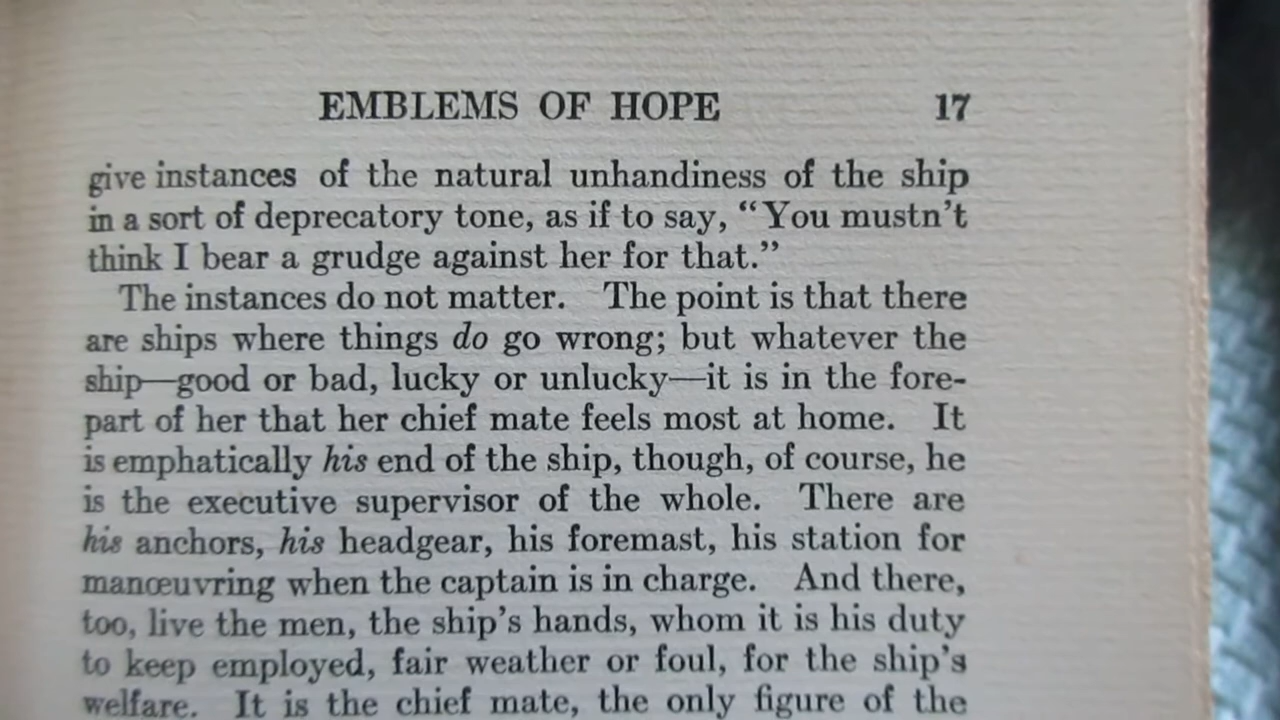 EMBLEMS OF HOPE 17
give instances of the natural unhandiness of the ship
in a sort of deprecatory tone, as if to say, “You mustn’t
think I bear a grudge against her for that.”
The instances do not matter. The point is that there
are ships where things do go wrong; but whatever the
ship—good or bad, lucky or unlucky—it is in the fore-
part of her that her chief mate feels most at home. It
is emphatically his end of the ship, though, of course, he
is the executive supervisor of the whole. There are
his anchors, his headgear, his foremast, his station for
manœuvring when the captain is in charge. And there,
too, live the men, the ship’s hands, whom it is his duty
to keep employed, fair weather or foul, for the ship’s
welfare. It is the chief mate, the only figure of the